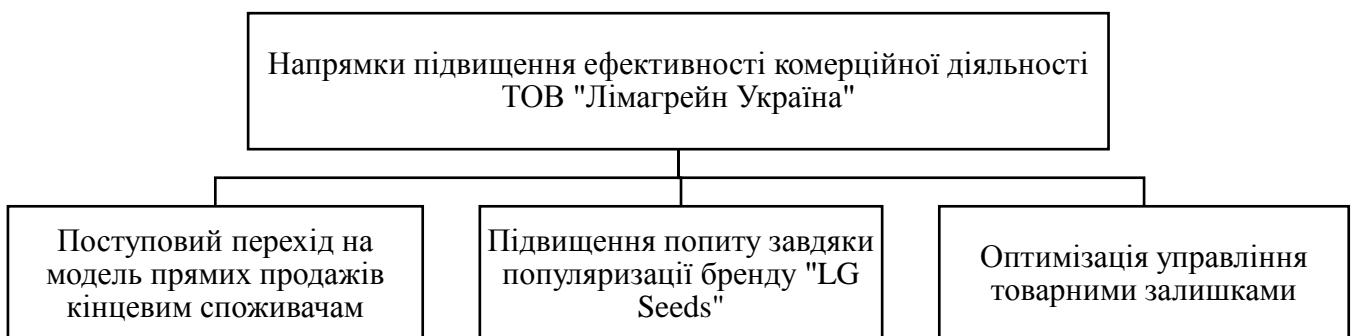 Напрямки підвищення ефективності комерційної діяльності
ТОВ "Лімагрейн Україна"
Поступовий перехід на
модель прямих продажів
кінцевим споживачам
Підвищення попиту завдяки
популяризації бренду "LG
Seeds"
Оптимізація управління
товарними залишками